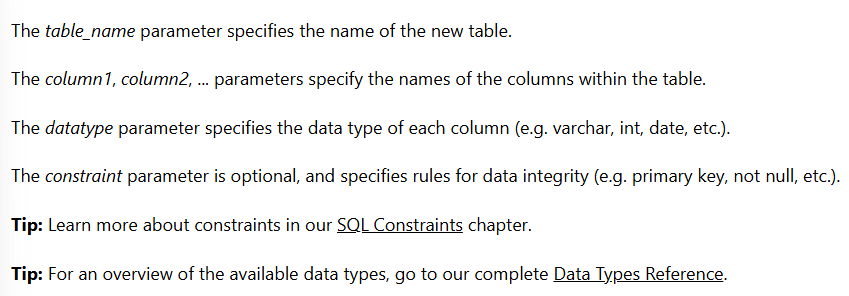 The table_name parameter specifies the name of the new table.
The column1, column2, ... parameters specify the names of the columns within the table.
The datatype parameter specifies the data type of each column (e.g. varchar, int, date, etc.).
The constraint parameter is optional, and specifies rules for data integrity (e.g. primary key, not null, etc.).
Tip: Learn more about constraints in our SQL Constraints chapter.
Tip: For an overview of the available data types, go to our complete Data Types Reference.